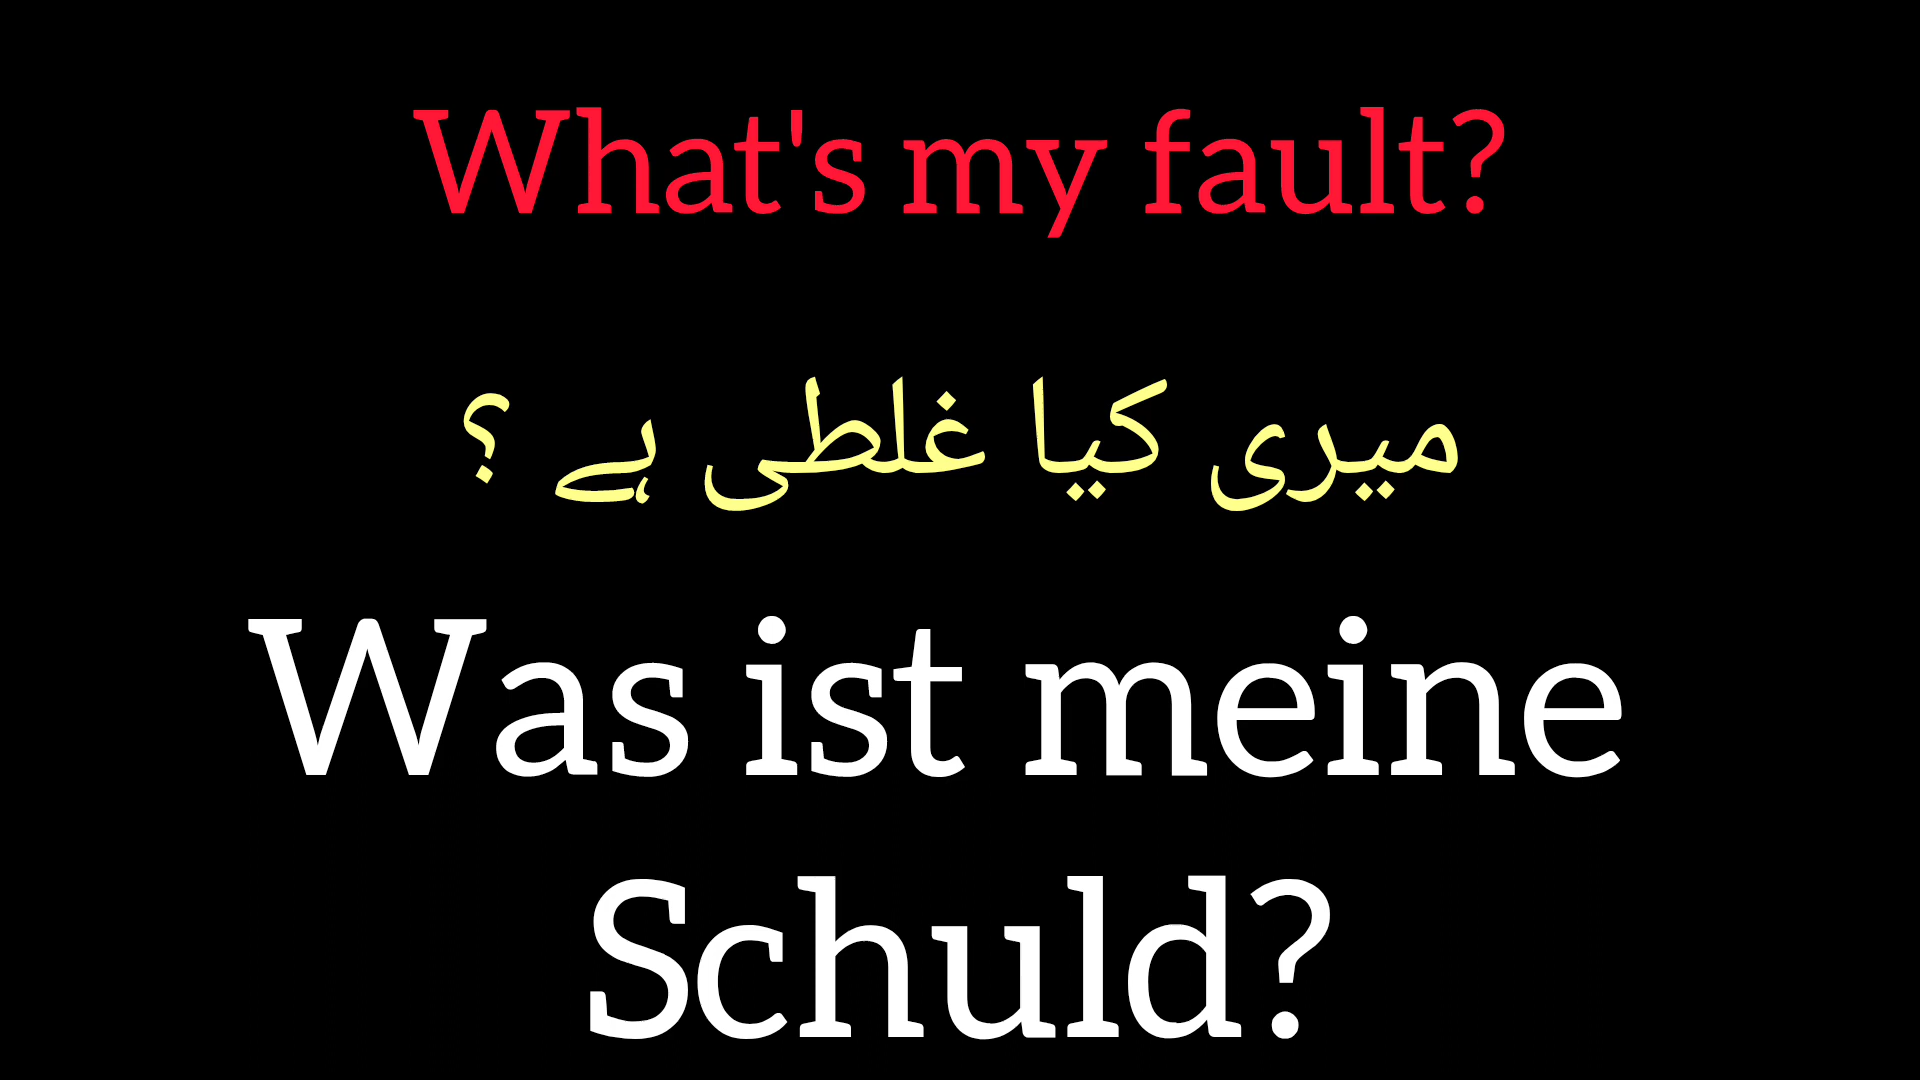 What's my fault?
میری کیا غلطی ہے ؟
Was ist meine
Schuld?